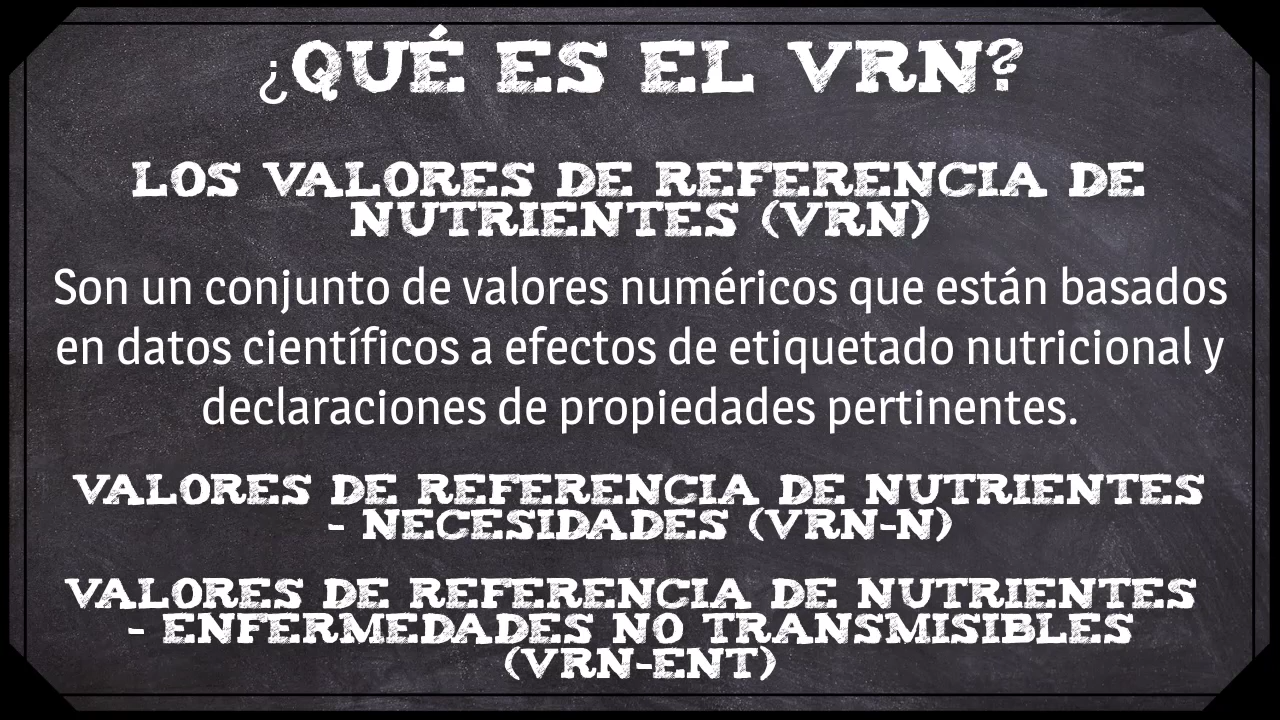 ¿QUÉ ES EL VRN?
LOS VALORES DE REFERENCIA DE
NUTRIENTES (VRN)
Son un conjunto de valores numéricos que están basados
en datos científicos a efectos de etiquetado nutricional y
declaraciones de propiedades pertinentes.
VALORES DE REFERENCIA DE NUTRIENTES
- NECESIDADES (VRN-N)
VALORES DE REFERENCIA DE NUTRIENTES
- ENFERMEDADES NO TRANSMISIBLES
(VRN-ENT)